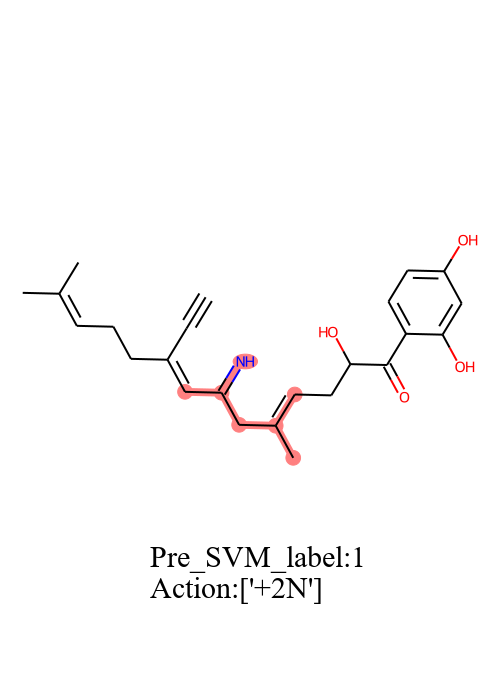 OH
HO
NH
OH
O
Pre_SVM_label:1
Action:['+2N']